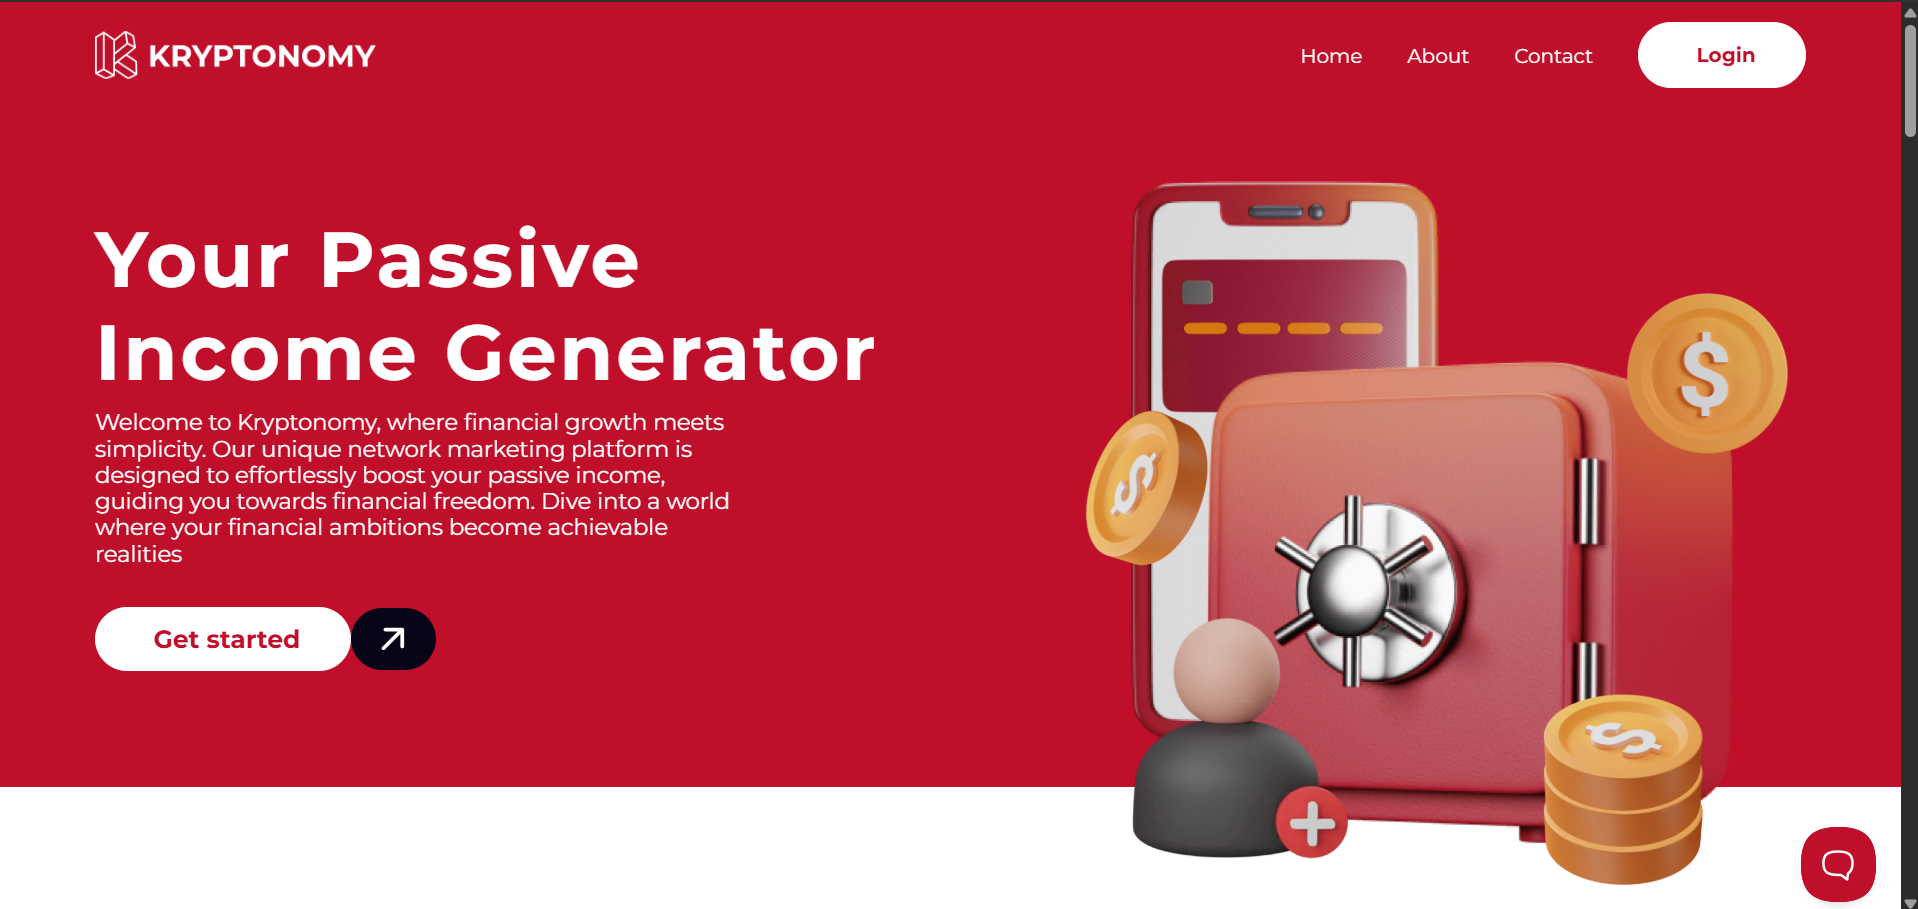 KRYPTONOMY
Home
About
Contact
Login
Your Passive
Income Generator
Welcome to Kryptonomy, where financial growth meets
simplicity. Our unique network marketing platform is
designed to effortlessly boost your passive income,
guiding you towards financial freedom. Dive into a world
where your financial ambitions become achievable
realities
Get started
$
$
$